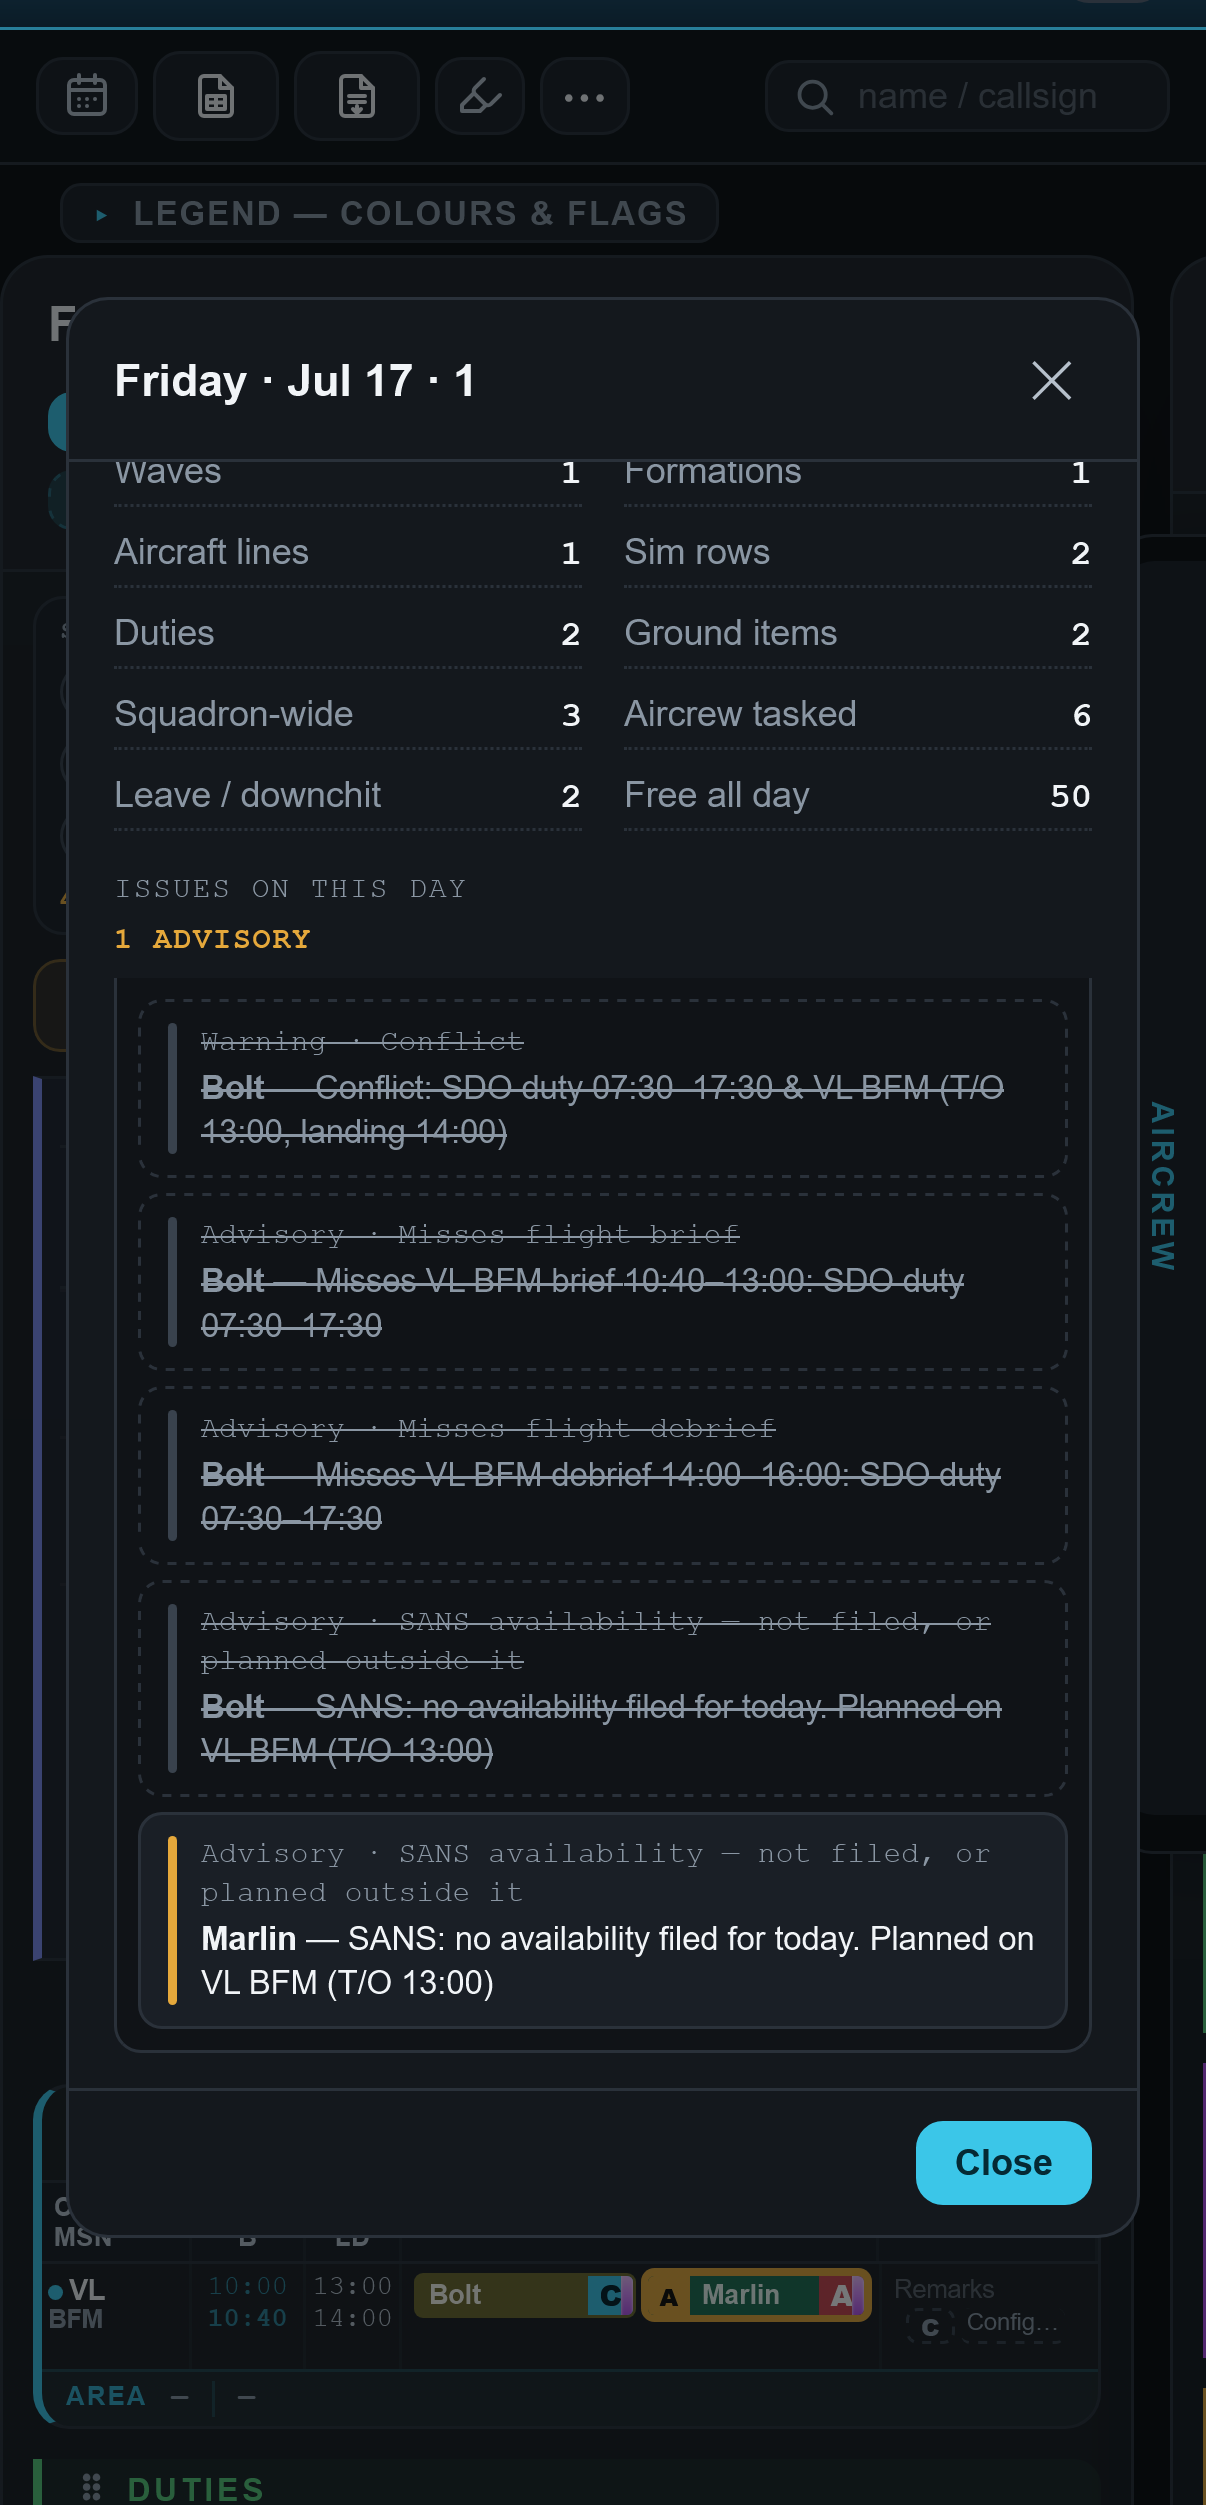 name / callsign
▸ LEGEND — COLOURS & FLAGS
F
Friday · Jul 17 · 1
Waves 1 Formations 1
Aircraft lines 1 Sim rows 2
Duties 2 Ground items 2
Squadron-wide 3 Aircrew tasked 6
Leave / downchit 2 Free all day 50
ISSUES ON THIS DAY
1 ADVISORY
Warning · Conflict
Bolt — Conflict: SDO duty 07:30–17:30 & VL BFM (T/O
13:00, landing 14:00)
Advisory · Misses flight brief
Bolt — Misses VL BFM brief 10:40–13:00: SDO duty
07:30–17:30
Advisory · Misses flight debrief
Bolt — Misses VL BFM debrief 14:00–16:00: SDO duty
07:30–17:30
Advisory · SANS availability — not filed, or
planned outside it
Bolt — SANS: no availability filed for today. Planned on
VL BFM (T/O 13:00)
Advisory · SANS availability — not filed, or
planned outside it
Marlin — SANS: no availability filed for today. Planned on
VL BFM (T/O 13:00)
AIRCREW
Close
MSN
VL 10:00 13:00 Bolt C A Marlin A Remarks
BFM 10:40 14:00 C Config...
AREA — —
DUTIES